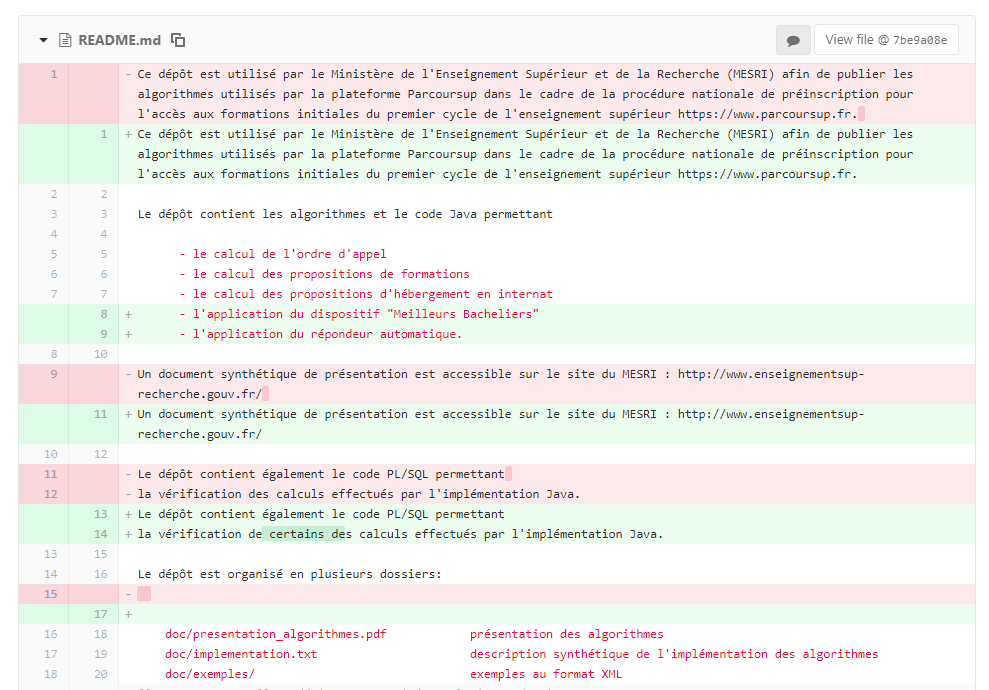 README.md View file @ 7be9a08e
1 - Ce dépôt est utilisé par le Ministère de l'Enseignement Supérieur et de la Recherche (MESRI) afin de publier les
algorithmes utilisés par la plateforme Parcoursup dans le cadre de la procédure nationale de préinscription pour
l'accès aux formations initiales du premier cycle de l'enseignement supérieur https://www.parcoursup.fr.
1 + Ce dépôt est utilisé par le Ministère de l'Enseignement Supérieur et de la Recherche (MESRI) afin de publier les
algorithmes utilisés par la plateforme Parcoursup dans le cadre de la procédure nationale de préinscription pour
l'accès aux formations initiales du premier cycle de l'enseignement supérieur https://www.parcoursup.fr.
2 2
3 3 Le dépôt contient les algorithmes et le code Java permettant
4 4
5 5 - le calcul de l'ordre d'appel
6 6 - le calcul des propositions de formations
7 7 - le calcul des propositions d'hébergement en internat
8 + - l'application du dispositif "Meilleurs Bacheliers"
9 + - l'application du répondeur automatique.
8 10
9 - Un document synthétique de présentation est accessible sur le site du MESRI : http://www.enseignementsup-
recherche.gouv.fr/
11 + Un document synthétique de présentation est accessible sur le site du MESRI : http://www.enseignementsup-
recherche.gouv.fr/
10 12
11 - Le dépôt contient également le code PL/SQL permettant
12 - la vérification des calculs effectués par l'implémentation Java.
13 + Le dépôt contient également le code PL/SQL permettant
14 + la vérification de certains des calculs effectués par l'implémentation Java.
13 15
14 16 Le dépôt est organisé en plusieurs dossiers:
15 -
17 +
16 18 doc/presentation_algorithmes.pdf présentation des algorithmes
17 19 doc/implementation.txt description synthétique de l'implémentation des algorithmes
18 20 doc/exemples/ exemples au format XML